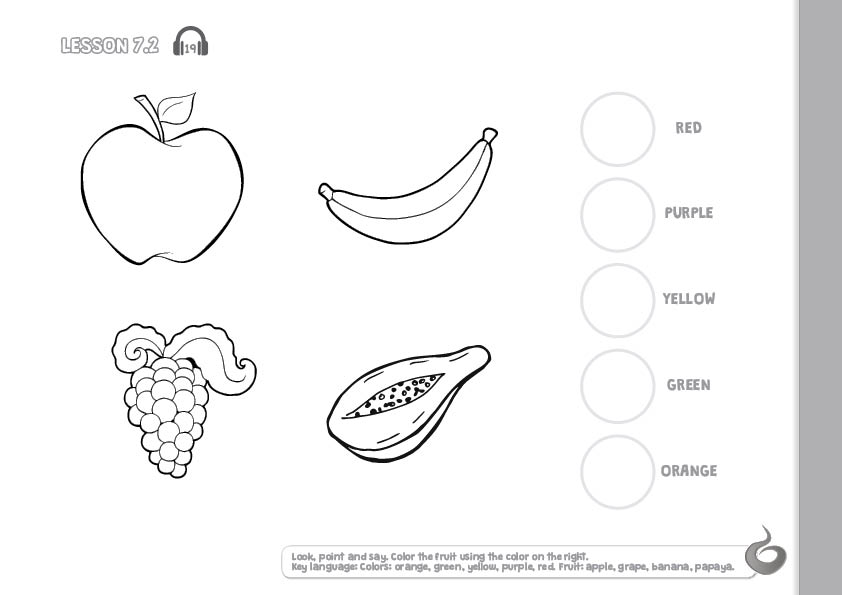 LESSON 7.2
19
RED
PURPLE
YELLOW
GREEN
ORANGE
Look, point and say. Color the fruit using the color on the right.
Key language: Colors: orange, green, yellow, purple, red. Fruit: apple, grape, banana, papaya.